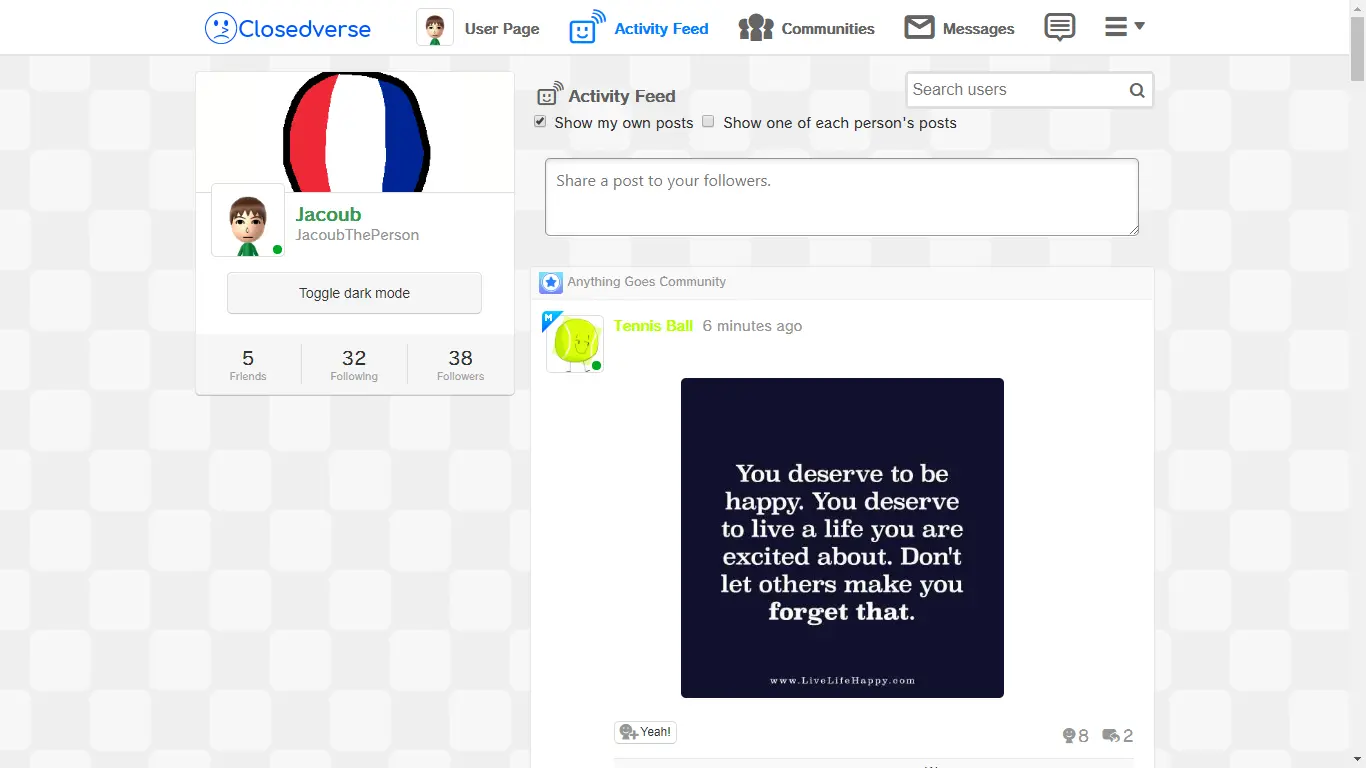 Closedverse
User Page
Activity Feed
Communities
Messages
Jacoub
JacoubThePerson
Toggle dark mode
5
Friends
32
Following
38
Followers
Activity Feed
Search users
Show my own posts
Show one of each person's posts
Share a post to your followers.
Anything Goes Community
M
Tennis Ball 6 minutes ago
You deserve to be
happy. You deserve
to live a life you are
excited about. Don't
let others make you
forget that.
www.LiveLifeHappy.com
Yeah!
8
2